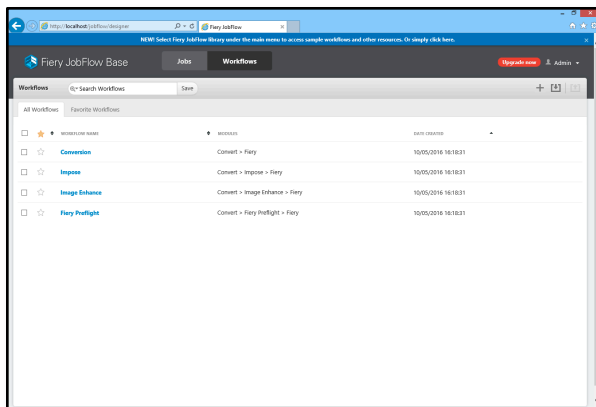 http://localhost/jobflow/designer
Fiery JobFlow
NEW! Select Fiery JobFlow library under the main menu to access sample workflows and other resources. Or simply click here.
Fiery JobFlow Base
Jobs
Workflows
Upgrade now
Admin
Workflows
Search Workflows
Save
All Workflows
Favorite Workflows
WORKFLOW NAME MODULES DATE CREATED
Conversion Convert > Fiery 10/05/2016 16:18:31
Impose Convert > Impose > Fiery 10/05/2016 16:18:31
Image Enhance Convert > Image Enhance > Fiery 10/05/2016 16:18:31
Fiery Preflight Convert > Fiery Preflight > Fiery 10/05/2016 16:18:31